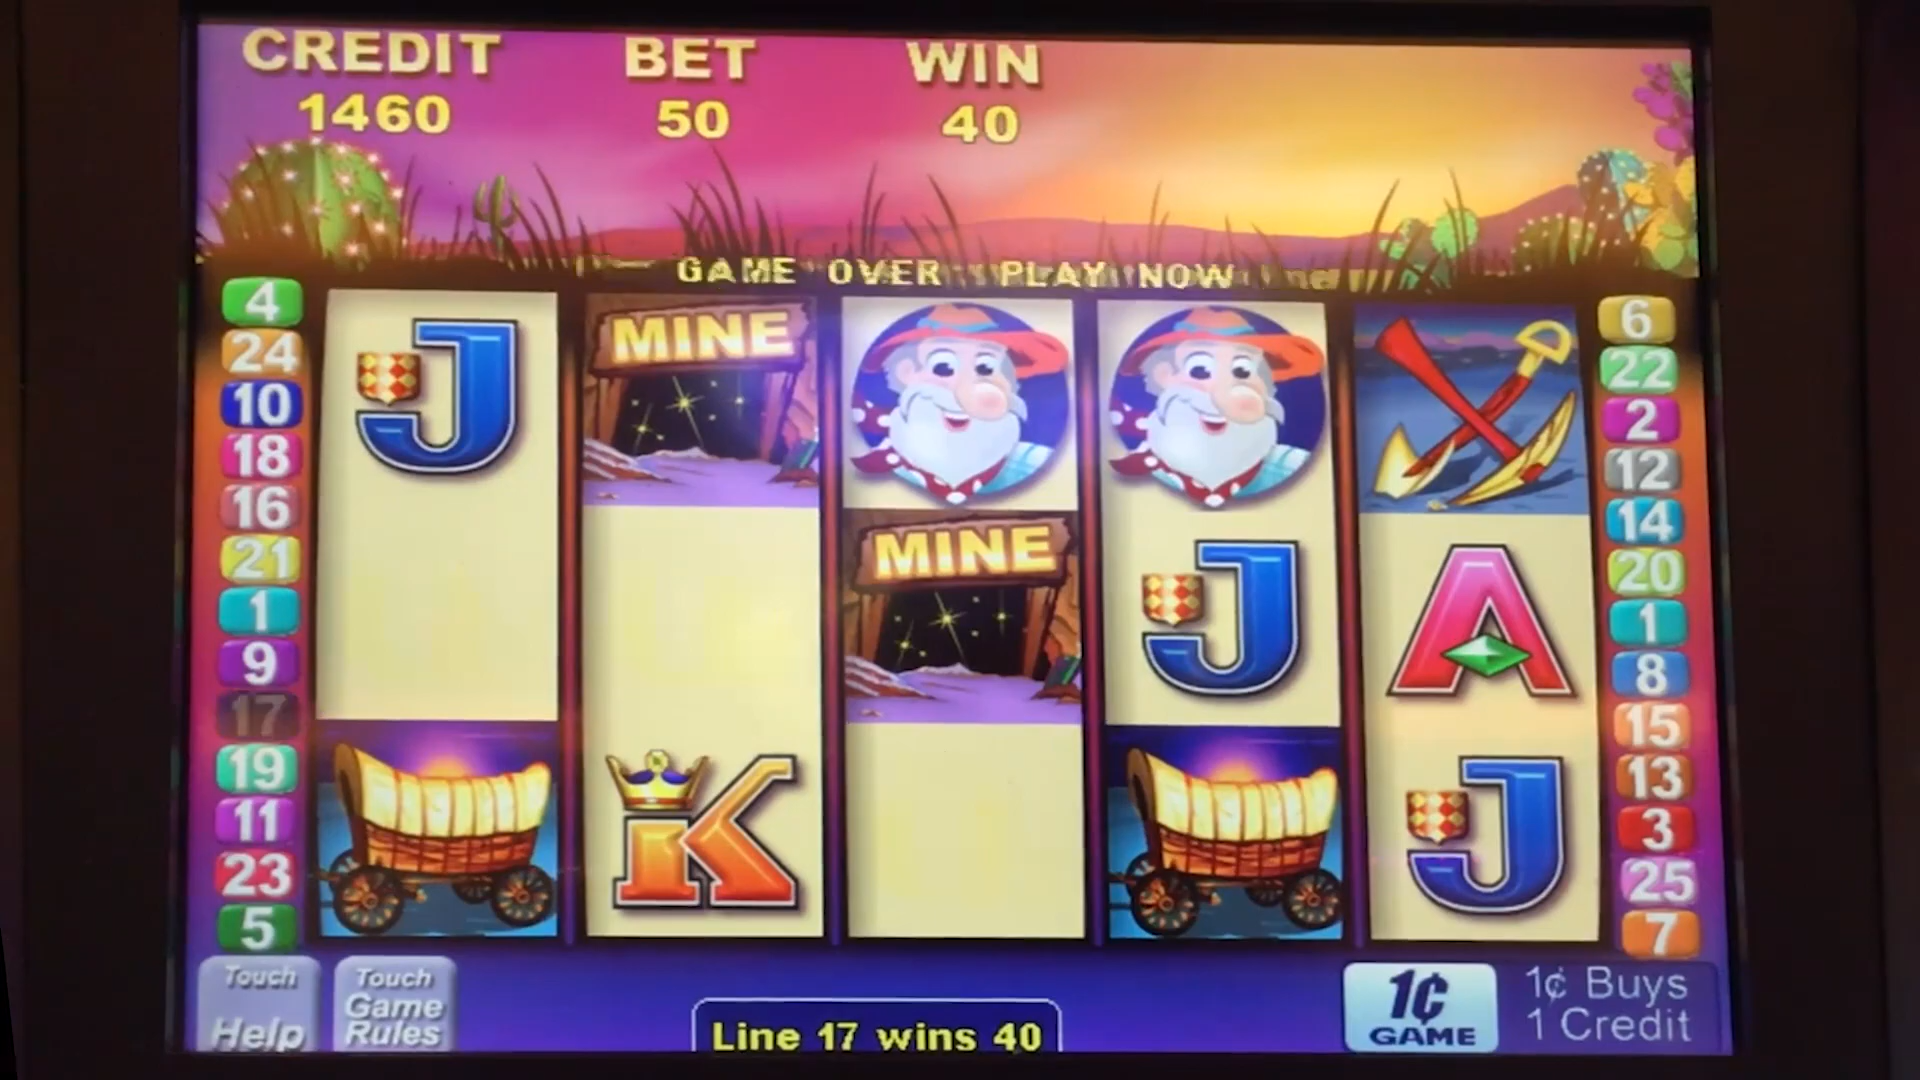 CREDIT BET WIN
1460 50 40
GAME OVER PLAY NOW
4 6
24 22
10 2
18 12
16 14
21 20
1 1
9 8
17 15
19 13
11 3
23 25
5 7
J
MINE
MINE
J
A
K
J
Touch
Help
Touch
Game
Rules
Line 17 wins 40
1¢
GAME
1¢ Buys
1 Credit